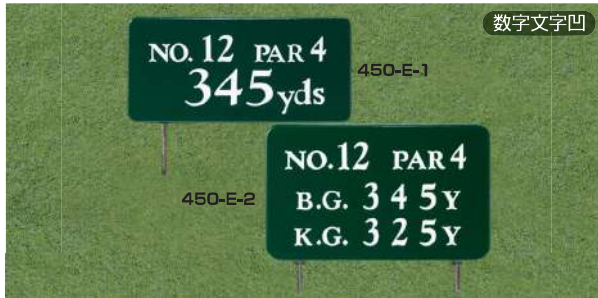 数字文字凹
NO. 12 PAR 4
345yds
450-E-1
NO.12 PAR 4
B.G. 3 4 5 Y
K.G. 3 2 5 Y
450-E-2